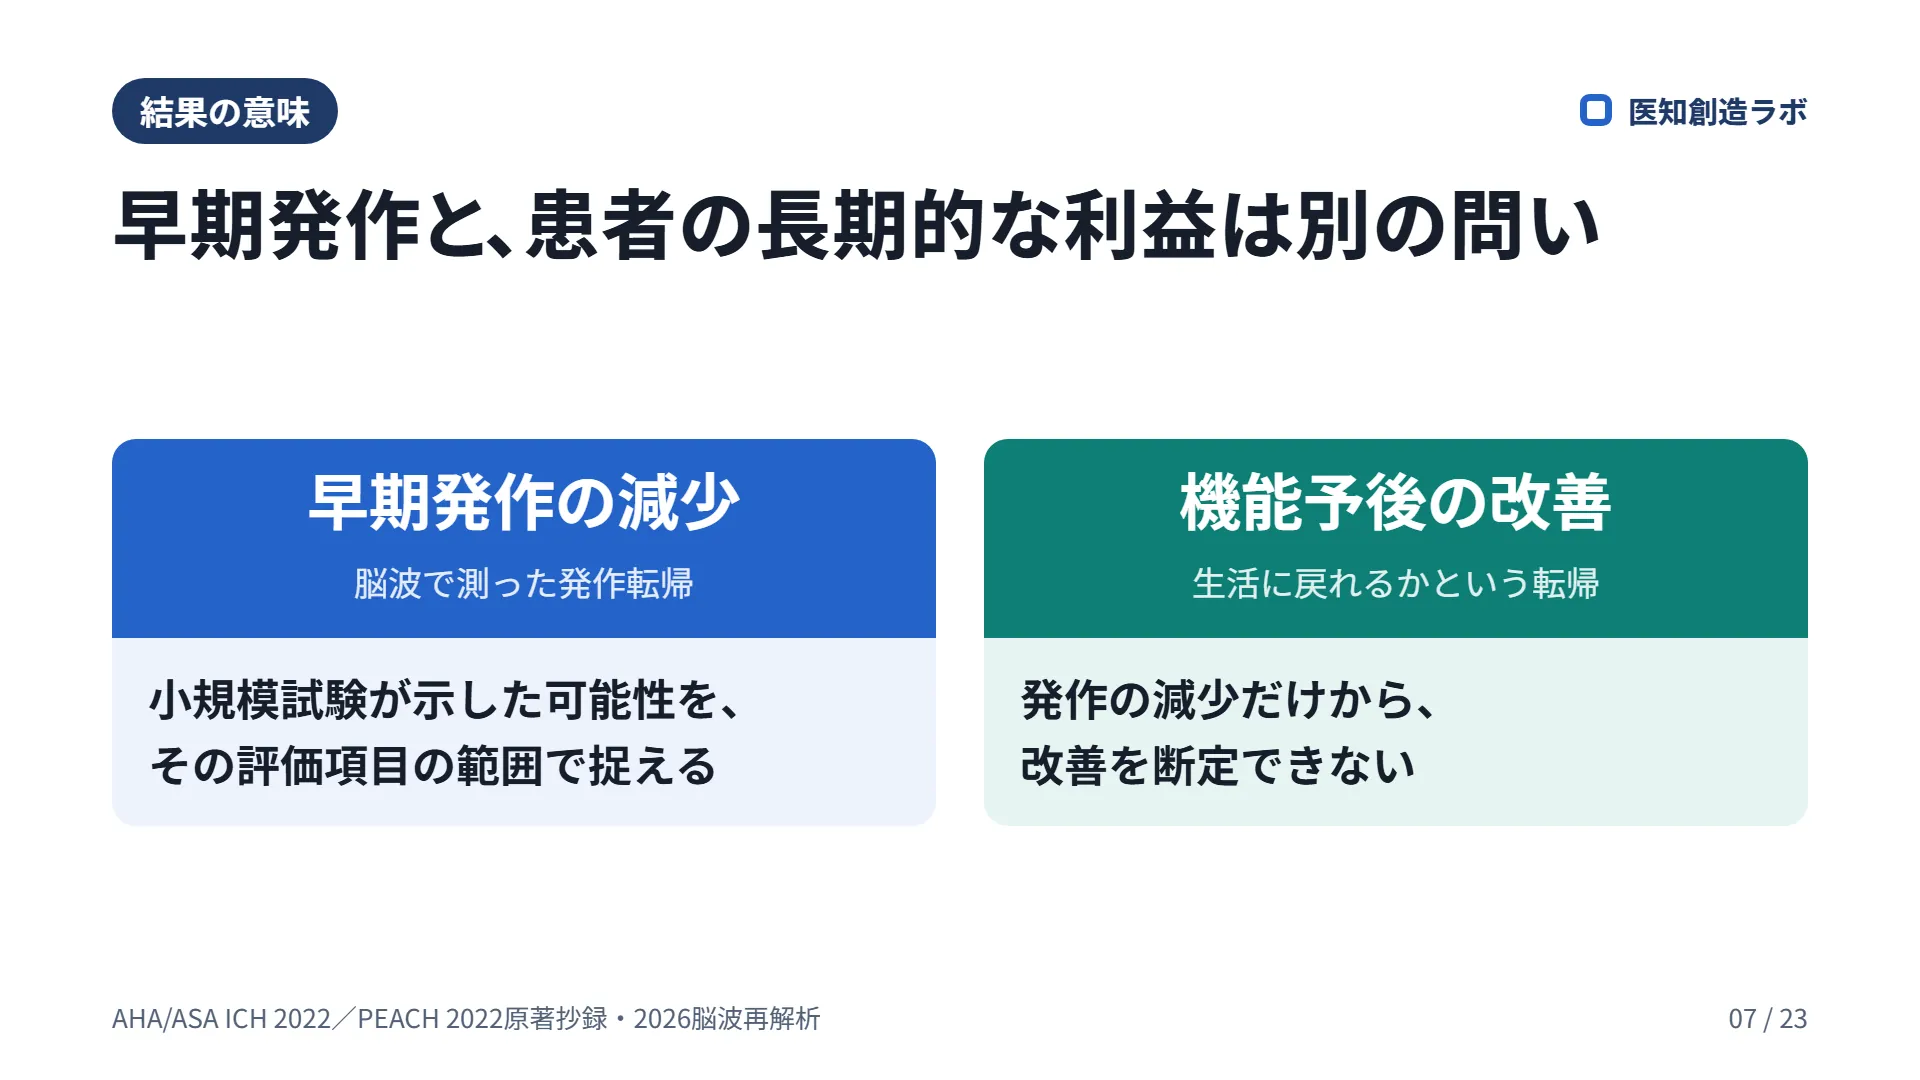 結果の意味
医知創造ラボ
早期発作と、患者の長期的な利益は別の問い
早期発作の減少
脳波で測った発作転帰
小規模試験が示した可能性を、
その評価項目の範囲で捉える
機能予後の改善
生活に戻れるかという転帰
発作の減少だけから、
改善を断定できない
AHA/ASA ICH 2022／PEACH 2022原著抄録・2026脳波再解析
07 / 23